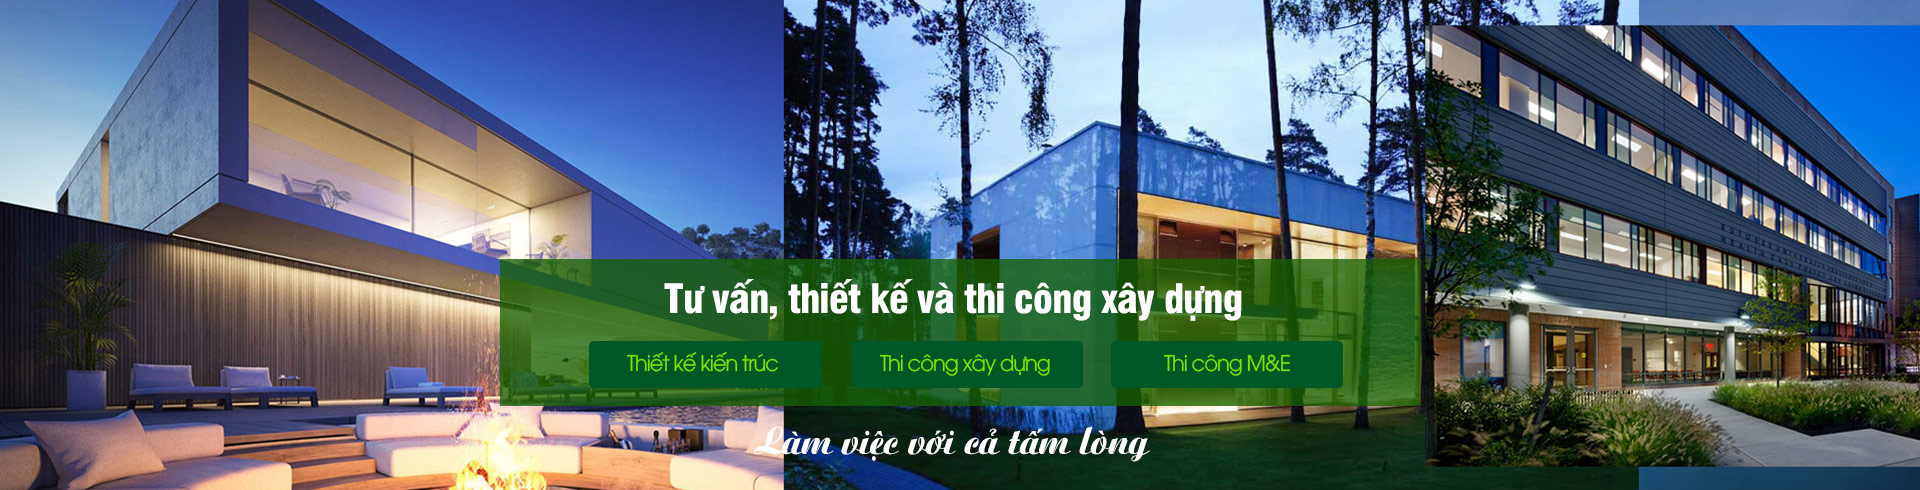 Tư vấn, thiết kế và thi công xây dựng
Thiết kế kiến trúc
Thi công xây dựng
Thi công M&E
Làm việc với cả tấm lòng